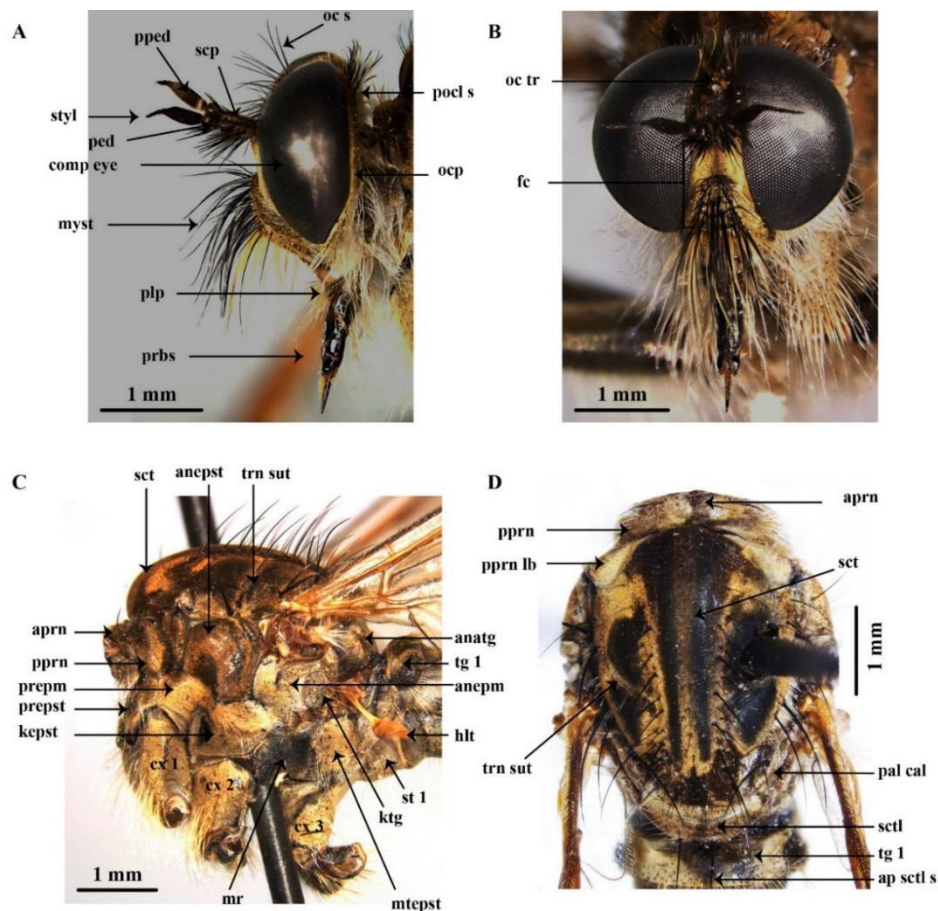 A
oc s
pped
scp
pocl s
styl
ped
comp eye
ocp
myst
plp
prbs
1 mm
B
oc tr
fc
1 mm
C
sct
anepst
trn sut
aprn
anatg
pprn
tg 1
prepm
anepm
prepst
kepst
hlt
cx 1
cx 2
st 1
cx 3
ktg
1 mm
mr
mtepst
D
aprn
pprn
pprn lb
sct
1 mm
trn sut
pal cal
sctl
tg 1
ap sctl s